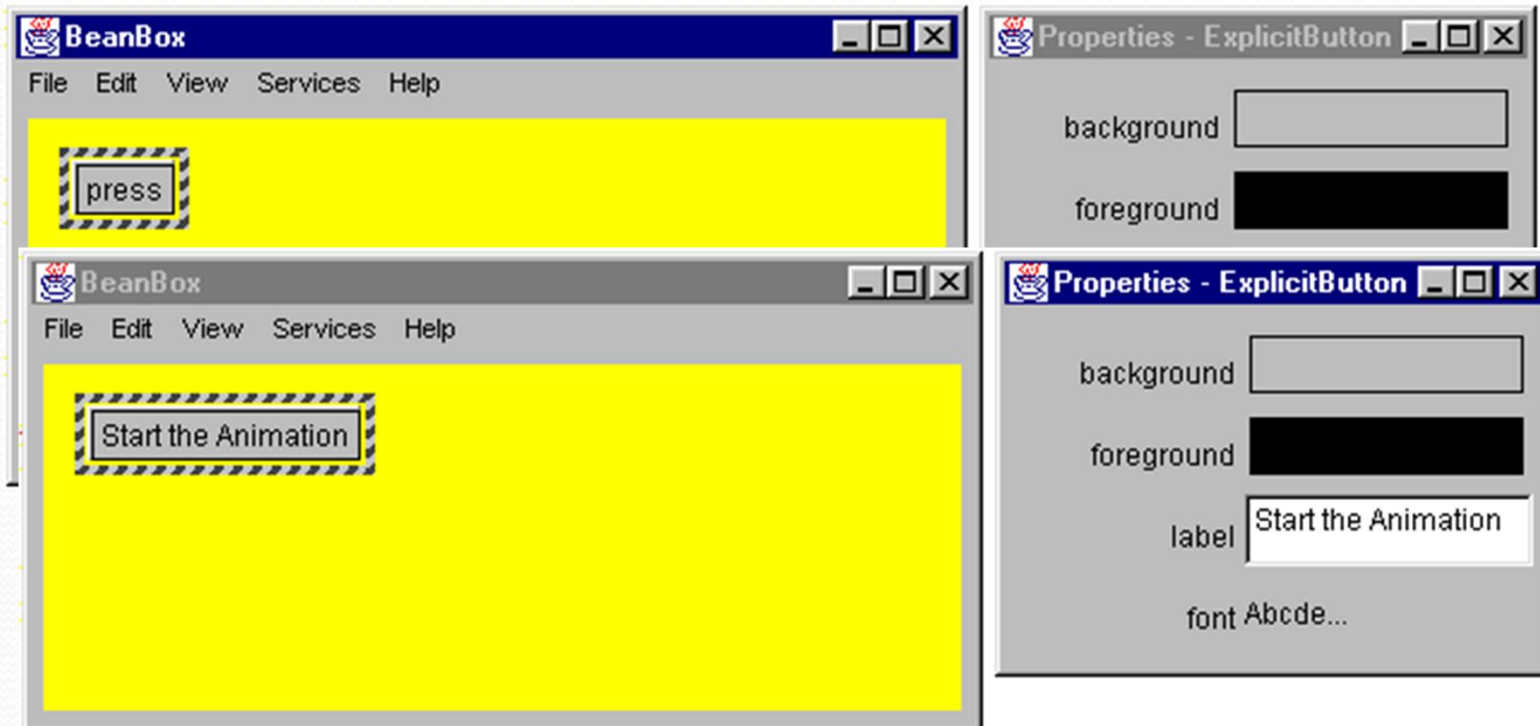 BeanBox
File Edit View Services Help
press
Properties - ExplicitButton
background
foreground
BeanBox
File Edit View Services Help
Start the Animation
Properties - ExplicitButton
background
foreground
label Start the Animation
font Abcde...